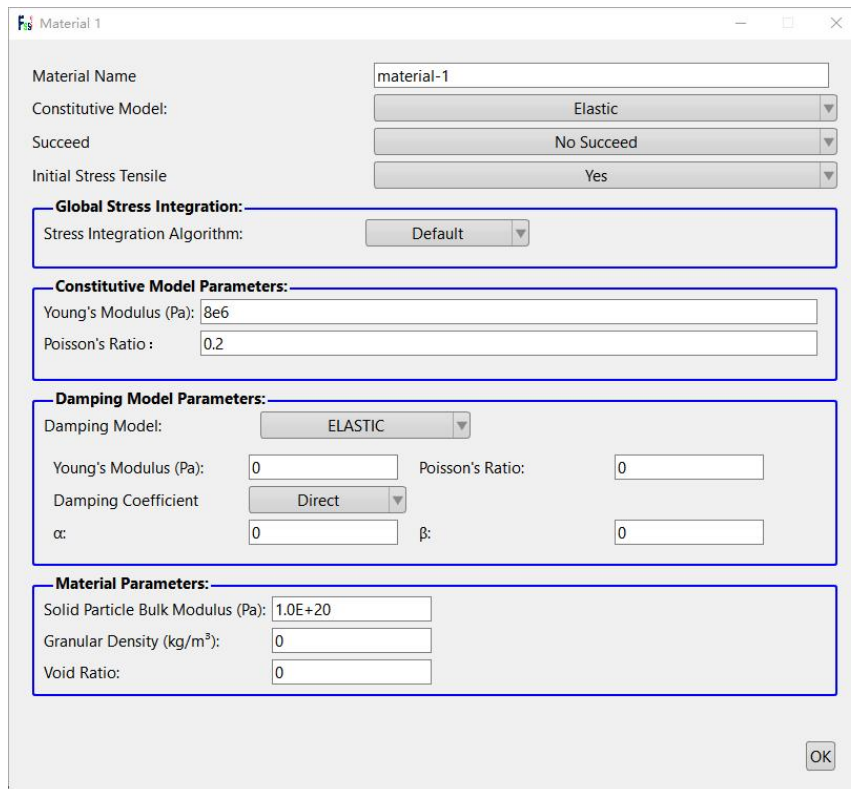 Fssi Material 1
Material Name material-1
Constitutive Model: Elastic
Succeed No Succeed
Initial Stress Tensile Yes
Global Stress Integration:
Stress Integration Algorithm: Default
Constitutive Model Parameters:
Young's Modulus (Pa): 8e6
Poisson's Ratio : 0.2
Damping Model Parameters:
Damping Model: ELASTIC
Young's Modulus (Pa): 0 Poisson's Ratio: 0
Damping Coefficient Direct
α: 0 β: 0
Material Parameters:
Solid Particle Bulk Modulus (Pa): 1.0E+20
Granular Density (kg/m³): 0
Void Ratio: 0
OK